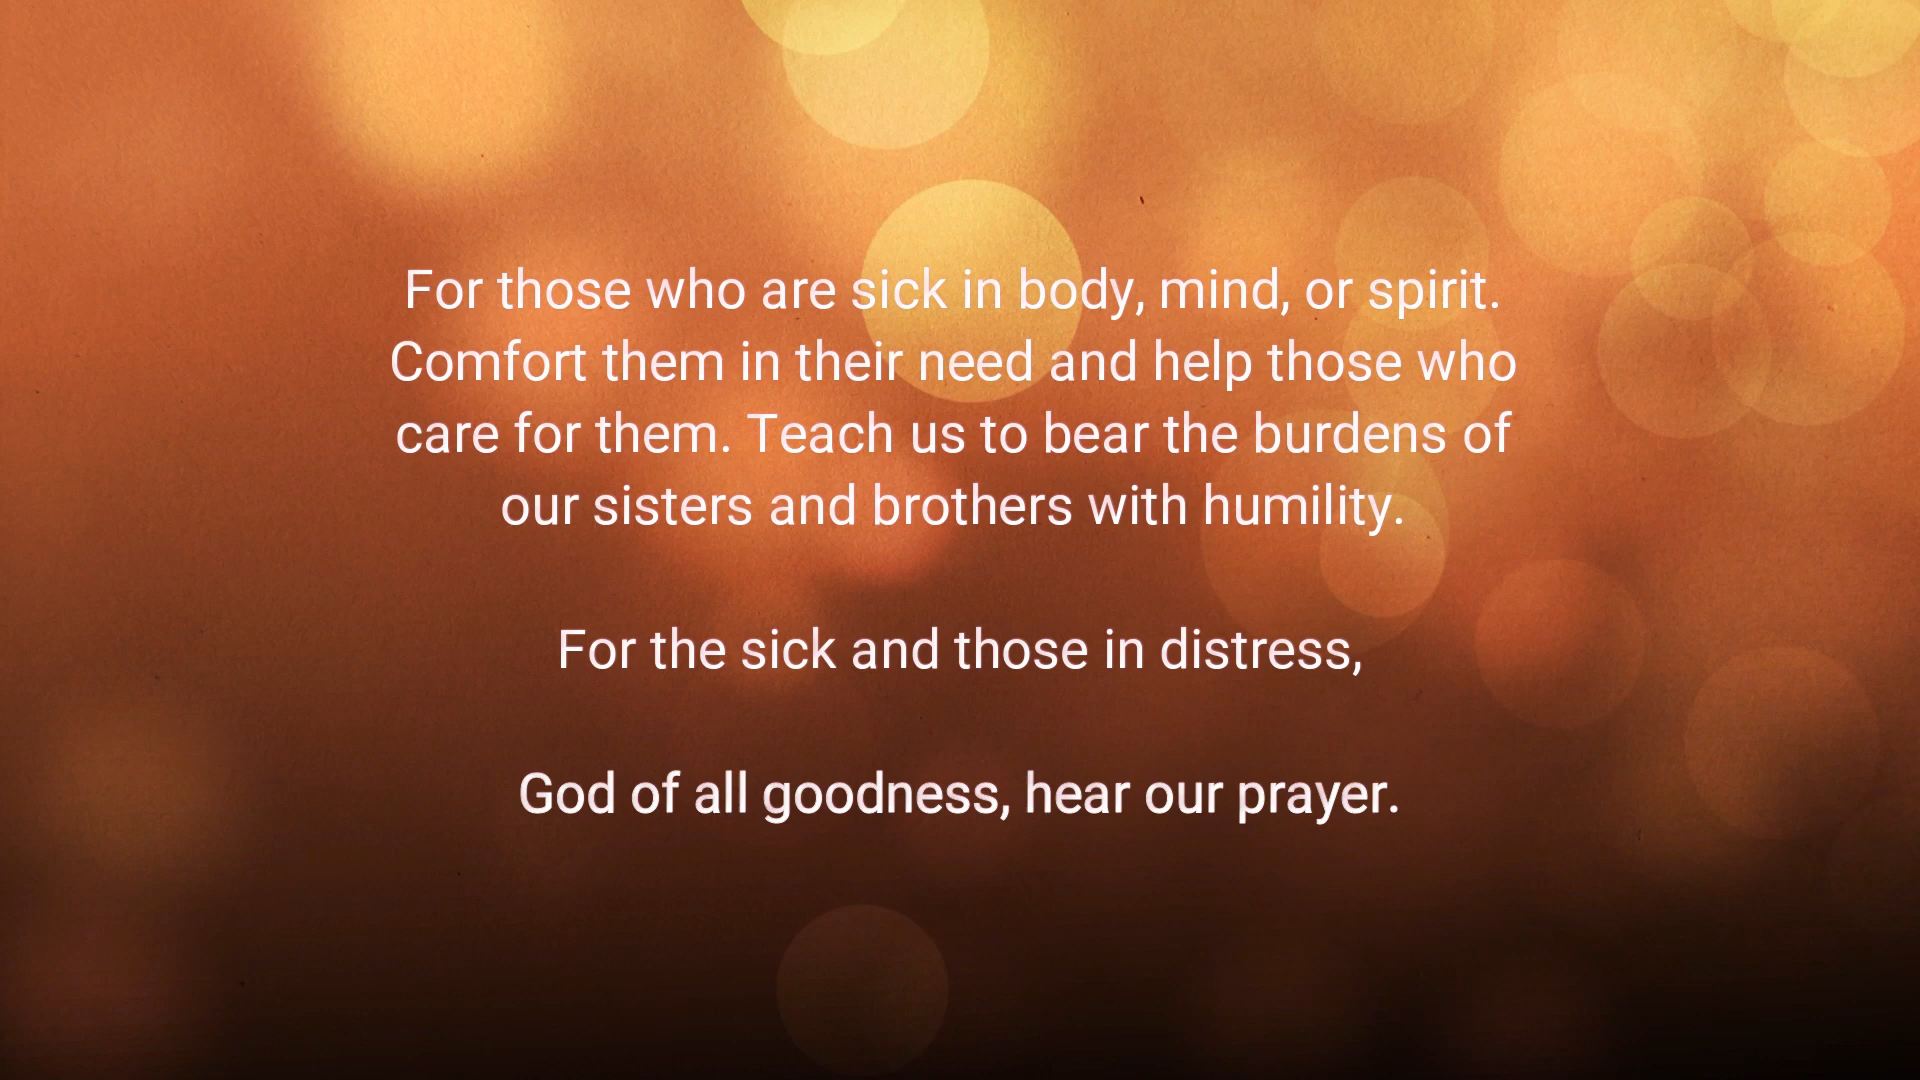 For those who are sick in body, mind, or spirit.
Comfort them in their need and help those who
care for them. Teach us to bear the burdens of
our sisters and brothers with humility.
For the sick and those in distress,
God of all goodness, hear our prayer.